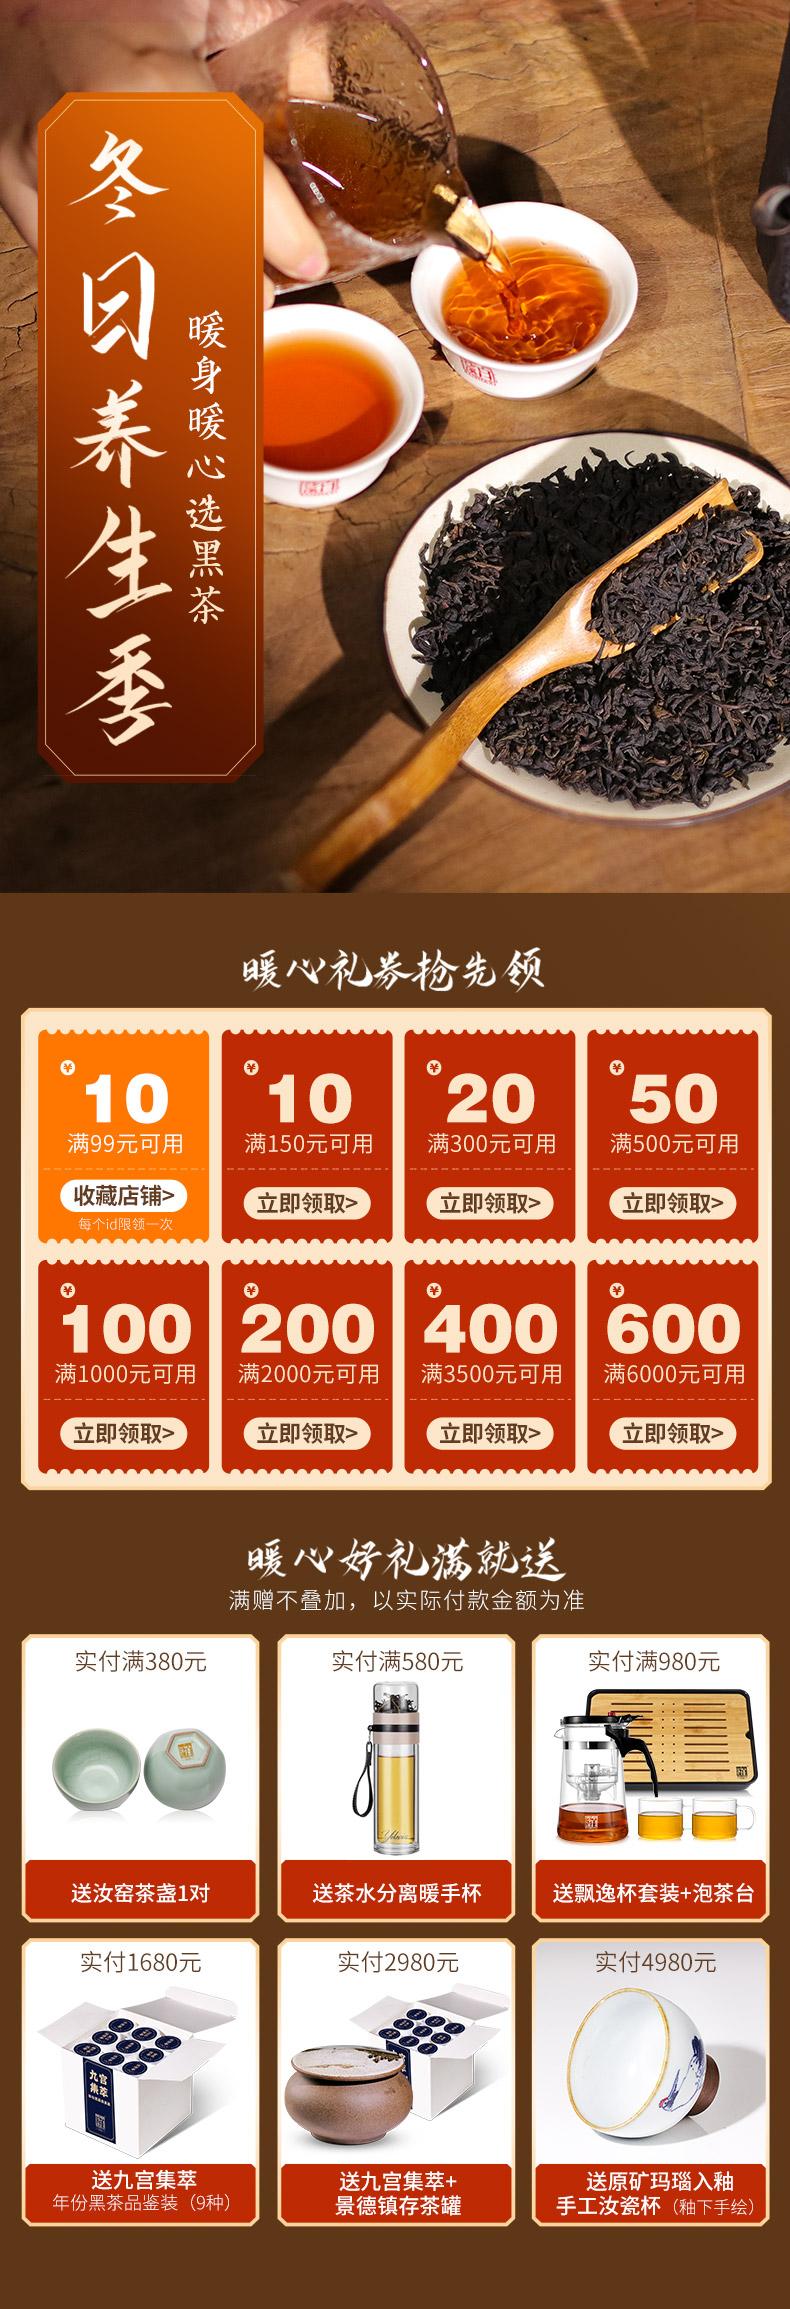 冬日养生季
暖身暖心选黑茶
暖心礼券抢先领
¥10
满99元可用
收藏店铺>
每个id限领一次
¥10
满150元可用
立即领取>
¥20
满300元可用
立即领取>
¥50
满500元可用
立即领取>
¥100
满1000元可用
立即领取>
¥200
满2000元可用
立即领取>
¥400
满3500元可用
立即领取>
¥600
满6000元可用
立即领取>
暖心好礼满就送
满赠不叠加，以实际付款金额为准
实付满380元
送汝窑茶盏1对
实付满580元
送茶水分离暖手杯
实付满980元
送飘逸杯套装+泡茶台
实付1680元
九宫
集萃
送九宫集萃
年份黑茶品鉴装（9种）
实付2980元
送九宫集萃+
景德镇存茶罐
实付4980元
送原矿玛瑙入釉
手工汝瓷杯（釉下手绘）